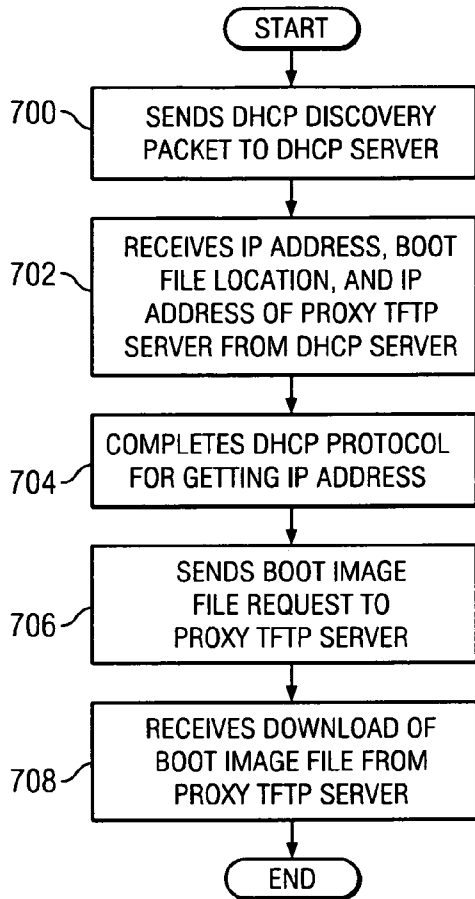 START
700
SENDS DHCP DISCOVERY
PACKET TO DHCP SERVER
702
RECEIVES IP ADDRESS, BOOT
FILE LOCATION, AND IP
ADDRESS OF PROXY TFTP
SERVER FROM DHCP SERVER
704
COMPLETES DHCP PROTOCOL
FOR GETTING IP ADDRESS
706
SENDS BOOT IMAGE
FILE REQUEST TO
PROXY TFTP SERVER
708
RECEIVES DOWNLOAD OF
BOOT IMAGE FILE FROM
PROXY TFTP SERVER
END